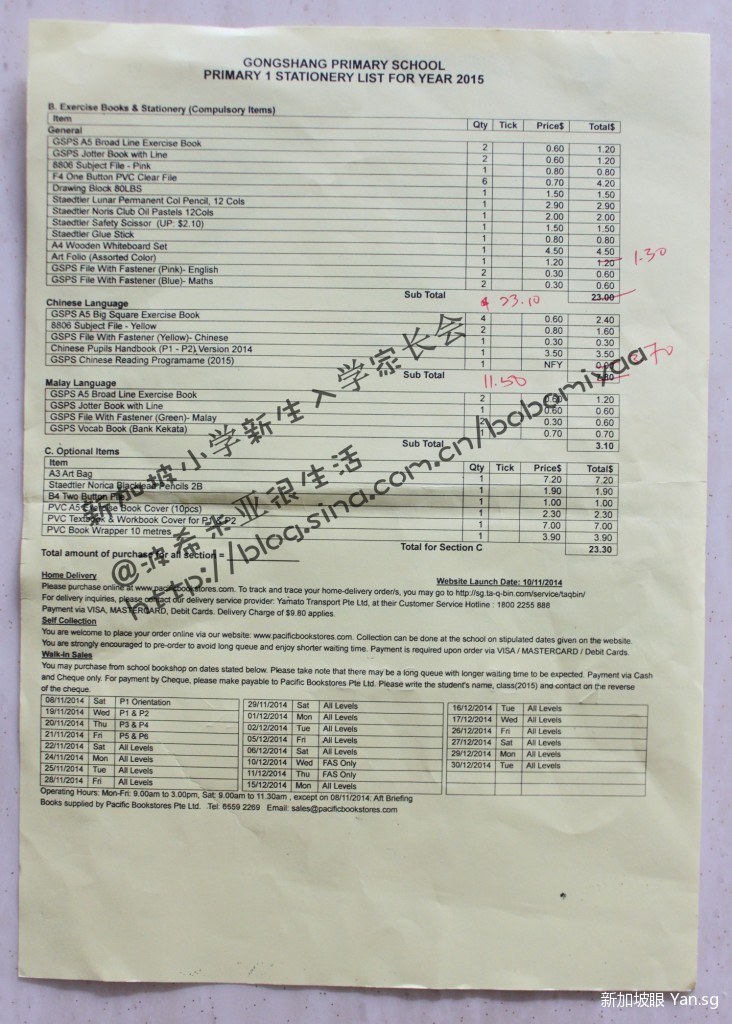 GONGSHANG PRIMARY SCHOOL
PRIMARY 1 STATIONERY LIST FOR YEAR 2015
B. Exercise Books & Stationery (Compulsory Items)
Item Qty Tick Price$ Total$
General
GSPS A5 Broad Line Exercise Book 2 0.60 1.20
GSPS Jotter Book with Line 2 0.60 1.20
8806 Subject File - Pink 1 0.80 0.80
F4 One Button PVC Clear File 6 0.70 4.20
Drawing Block 80LBS 1 1.50 1.50
Staedtler Lunar Permanent Col Pencil, 12 Cols 1 2.90 2.90
Staedtler Noris Club Oil Pastels 12Cols 1 2.00 2.00
Staedtler Safety Scissor (UP: $2.10) 1 1.50 1.50
Staedtler Glue Stick 1 0.80 0.80
A4 Wooden Whiteboard Set 1 4.50 4.50
Art Folio (Assorted Color) 1 1.20 1.20 1.30
GSPS File With Fastener (Pink)- English 2 0.30 0.60
GSPS File With Fastener (Blue)- Maths 2 0.30 0.60
Sub Total $ 23.10 23.00
Chinese Language
GSPS A5 Big Square Exercise Book 4 0.60 2.40
8806 Subject File - Yellow 2 0.80 1.60
GSPS File With Fastener (Yellow)- Chinese 1 0.30 0.30
Chinese Pupils Handbook (P1 - P2) Version 2014 1 3.50 3.50
GSPS Chinese Reading Programame (2015) 1 NFY
Sub Total 11.50 7.80
Malay Language
GSPS A5 Broad Line Exercise Book 2 0.60 1.20
GSPS Jotter Book with Line 1 0.60 0.60
GSPS File With Fastener (Green)- Malay 2 0.30 0.60
GSPS Vocab Book (Bank Kekata) 1 0.70 0.70
Sub Total 3.10
C. Optional Items
Item Qty Tick Price$ Total$
A3 Art Bag 1 7.20 7.20
Staedtler Norica Blacklead Pencils 2B 1 1.90 1.90
B4 Two Button File 1 1.00 1.00
PVC A5 Exercise Book Cover (10pcs) 1 2.30 2.30
PVC Textbook & Workbook Cover for P1 & P2 1 7.00 7.00
PVC Book Wrapper 10 metres 1 3.90 3.90
Total for Section C 23.30
Total amount of purchase for all section =
Home Delivery Website Launch Date: 10/11/2014
Please purchase online at www.pacificbookstores.com. To track and trace your home-delivery order/s, you may go to http://sg.ta-q-bin.com/service/taqbin/
For delivery inquiries, please contact our delivery service provider: Yamato Transport Pte Ltd, at their Customer Service Hotline : 1800 2255 888
Payment via VISA, MASTERCARD, Debit Cards. Delivery Charge of $9.80 applies.
Self Collection
You are welcome to place your order online via our website: www.pacificbookstores.com. Collection can be done at the school on stipulated dates given on the website.
You are strongly encouraged to pre-order to avoid long queue and enjoy shorter waiting time. Payment is required upon order via VISA / MASTERCARD / Debit Cards.
Walk-In Sales
You may purchase from school bookshop on dates stated below. Please take note that there may be a long queue with longer waiting time to be expected. Payment via Cash
and Cheque only. For payment by Cheque, please make payable to Pacific Bookstores Pte Ltd. Please write the student's name, class(2015) and contact on the reverse
of the cheque.
08/11/2014 Sat P1 Orientation 29/11/2014 Sat All Levels 16/12/2014 Tue All Levels
19/11/2014 Wed P1 & P2 01/12/2014 Mon All Levels 17/12/2014 Wed All Levels
20/11/2014 Thu P3 & P4 02/12/2014 Tue All Levels 26/12/2014 Fri All Levels
21/11/2014 Fri P5 & P6 05/12/2014 Fri All Levels 27/12/2014 Sat All Levels
22/11/2014 Sat All Levels 06/12/2014 Sat All Levels 29/12/2014 Mon All Levels
24/11/2014 Mon All Levels 10/12/2014 Wed FAS Only 30/12/2014 Tue All Levels
25/11/2014 Tue All Levels 11/12/2014 Thu FAS Only
28/11/2014 Fri All Levels 15/12/2014 Mon All Levels
Operating Hours: Mon-Fri: 9.00am to 3.00pm, Sat: 9.00am to 11.30am , except on 08/11/2014: Aft Briefing
Books supplied by Pacific Bookstores Pte Ltd. Tel: 6559 2269 Email: sales@pacificbookstores.com
新加坡小学新生入学家长会
@波希米亚很生活
http://blog.sina.com.cn/bobomiyaa
新加坡眼 Yan.sg